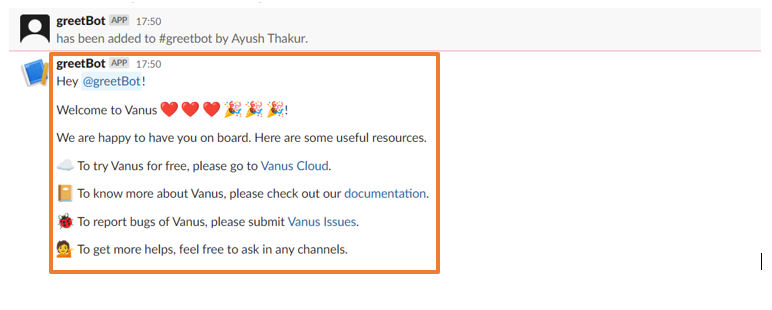 greetBot APP 17:50
has been added to #greetbot by Ayush Thakur.
greetBot APP 17:50
Hey @greetBot!
Welcome to Vanus ❤️ ❤️ ❤️ 🎉 🎉 🎉!
We are happy to have you on board. Here are some useful resources.
☁️ To try Vanus for free, please go to Vanus Cloud.
📔 To know more about Vanus, please check out our documentation.
🐞 To report bugs of Vanus, please submit Vanus Issues.
💁 To get more helps, feel free to ask in any channels.